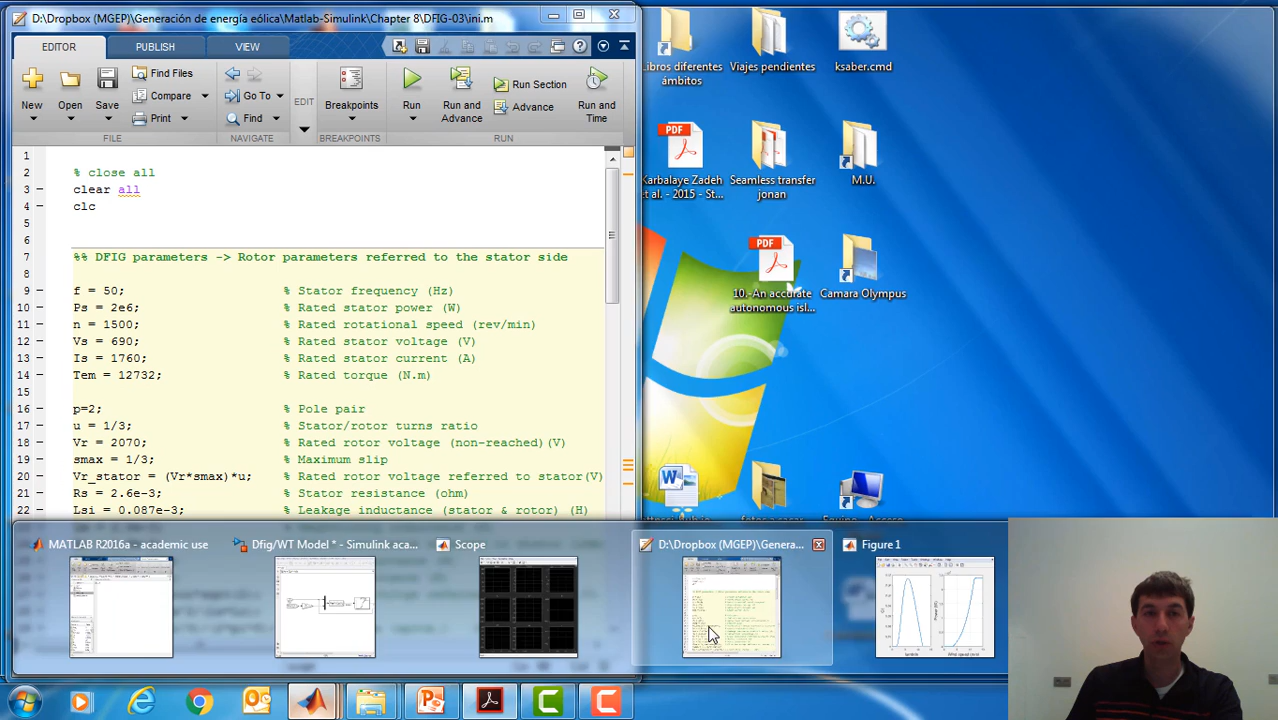 D:\Dropbox (MGEP)\Generación de energía eólica\Matlab-Simulink\Chapter 8\DFIG-03\ini.m
EDITOR PUBLISH VIEW
New Open Save Find Files Compare Print
Go To Find
EDIT
Breakpoints
Run Run and Advance Run Section Advance Run and Time
FILE NAVIGATE BREAKPOINTS RUN
1
2 % close all
3 clear all
4 clc
5
6
7 %% DFIG parameters -> Rotor parameters referred to the stator side
8
9 f = 50; % Stator frequency (Hz)
10 Ps = 2e6; % Rated stator power (W)
11 n = 1500; % Rated rotational speed (rev/min)
12 Vs = 690; % Rated stator voltage (V)
13 Is = 1760; % Rated stator current (A)
14 Tem = 12732; % Rated torque (N.m)
15
16 p=2; % Pole pair
17 u = 1/3; % Stator/rotor turns ratio
18 Vr = 2070; % Rated rotor voltage (non-reached)(V)
19 smax = 1/3; % Maximum slip
20 Vr_stator = (Vr*smax)*u; % Rated rotor voltage referred to stator(V)
21 Rs = 2.6e-3; % Stator resistance (ohm)
22 Lsi = 0.087e-3; % Leakage inductance (stator & rotor) (H)
Libros diferentes
ámbitos
Viajes pendientes
ksaber.cmd
PDF
Karbalaye Zadeh
et al. - 2015 - St...
Seamless transfer
jonan
M.U.
PDF
10.-An accurate
autonomous isl...
Camara Olympus
MATLAB R2016a - academic use
Dfig/WT Model * - Simulink aca...
Scope
D:\Dropbox (MGEP)\Genera...
Figure 1